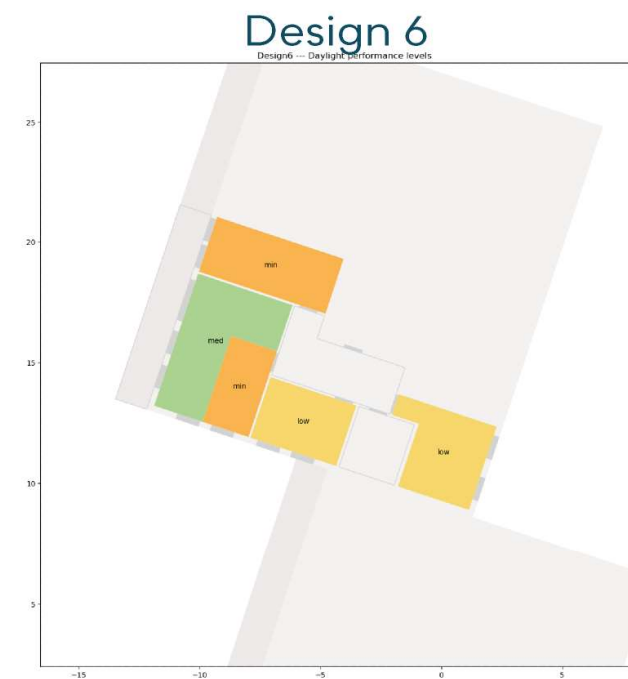 Design 6
Design6 --- Daylight performance levels
25
20
min
med
15
min
low
low
10
5
−15 −10 −5 0 5